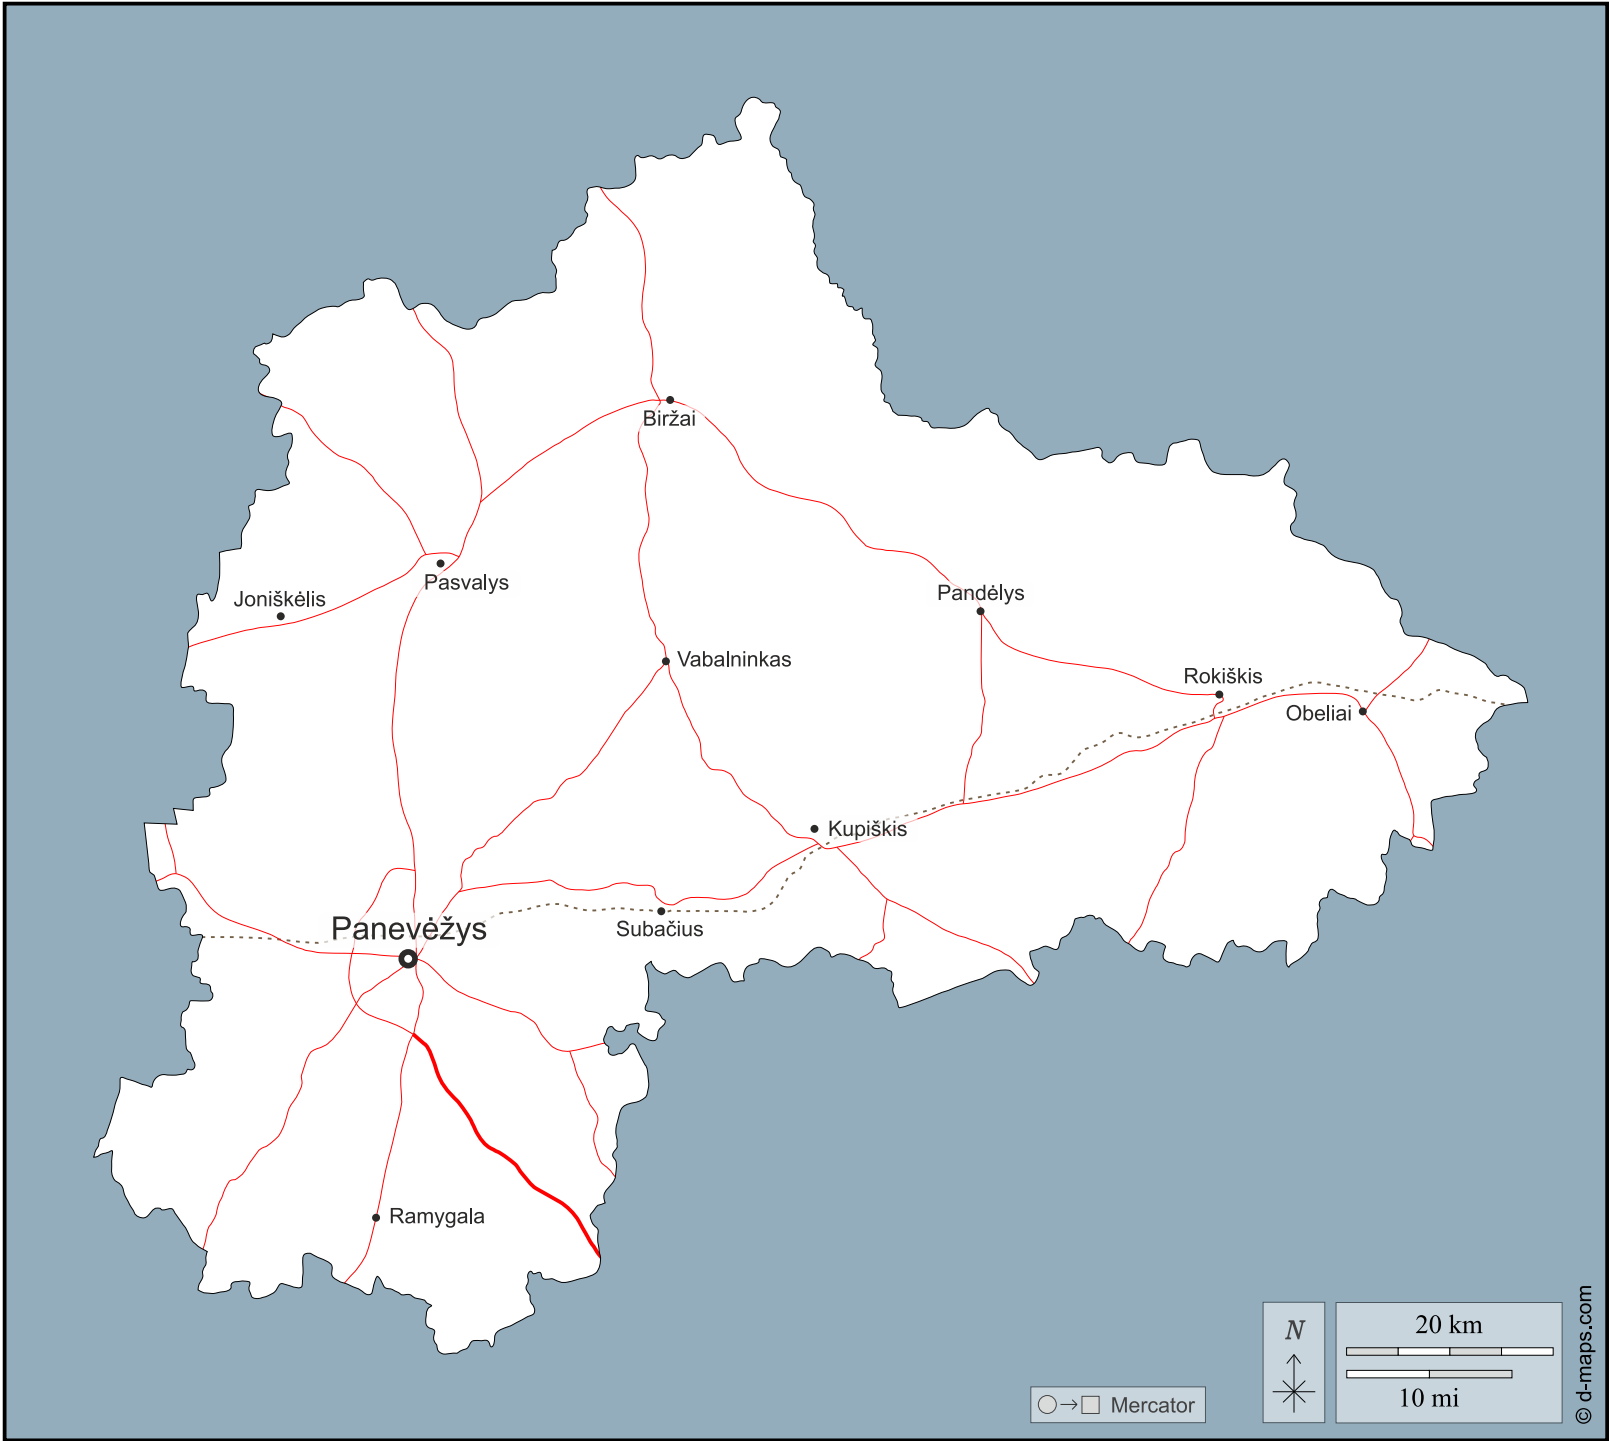 Biržai
Pasvalys
Joniškėlis
Pandėlys
Vabalninkas
Rokiškis
Obeliai
Kupiškis
Panevėžys
Subačius
Ramygala
N
20 km
10 mi
Mercator
© d-maps.com